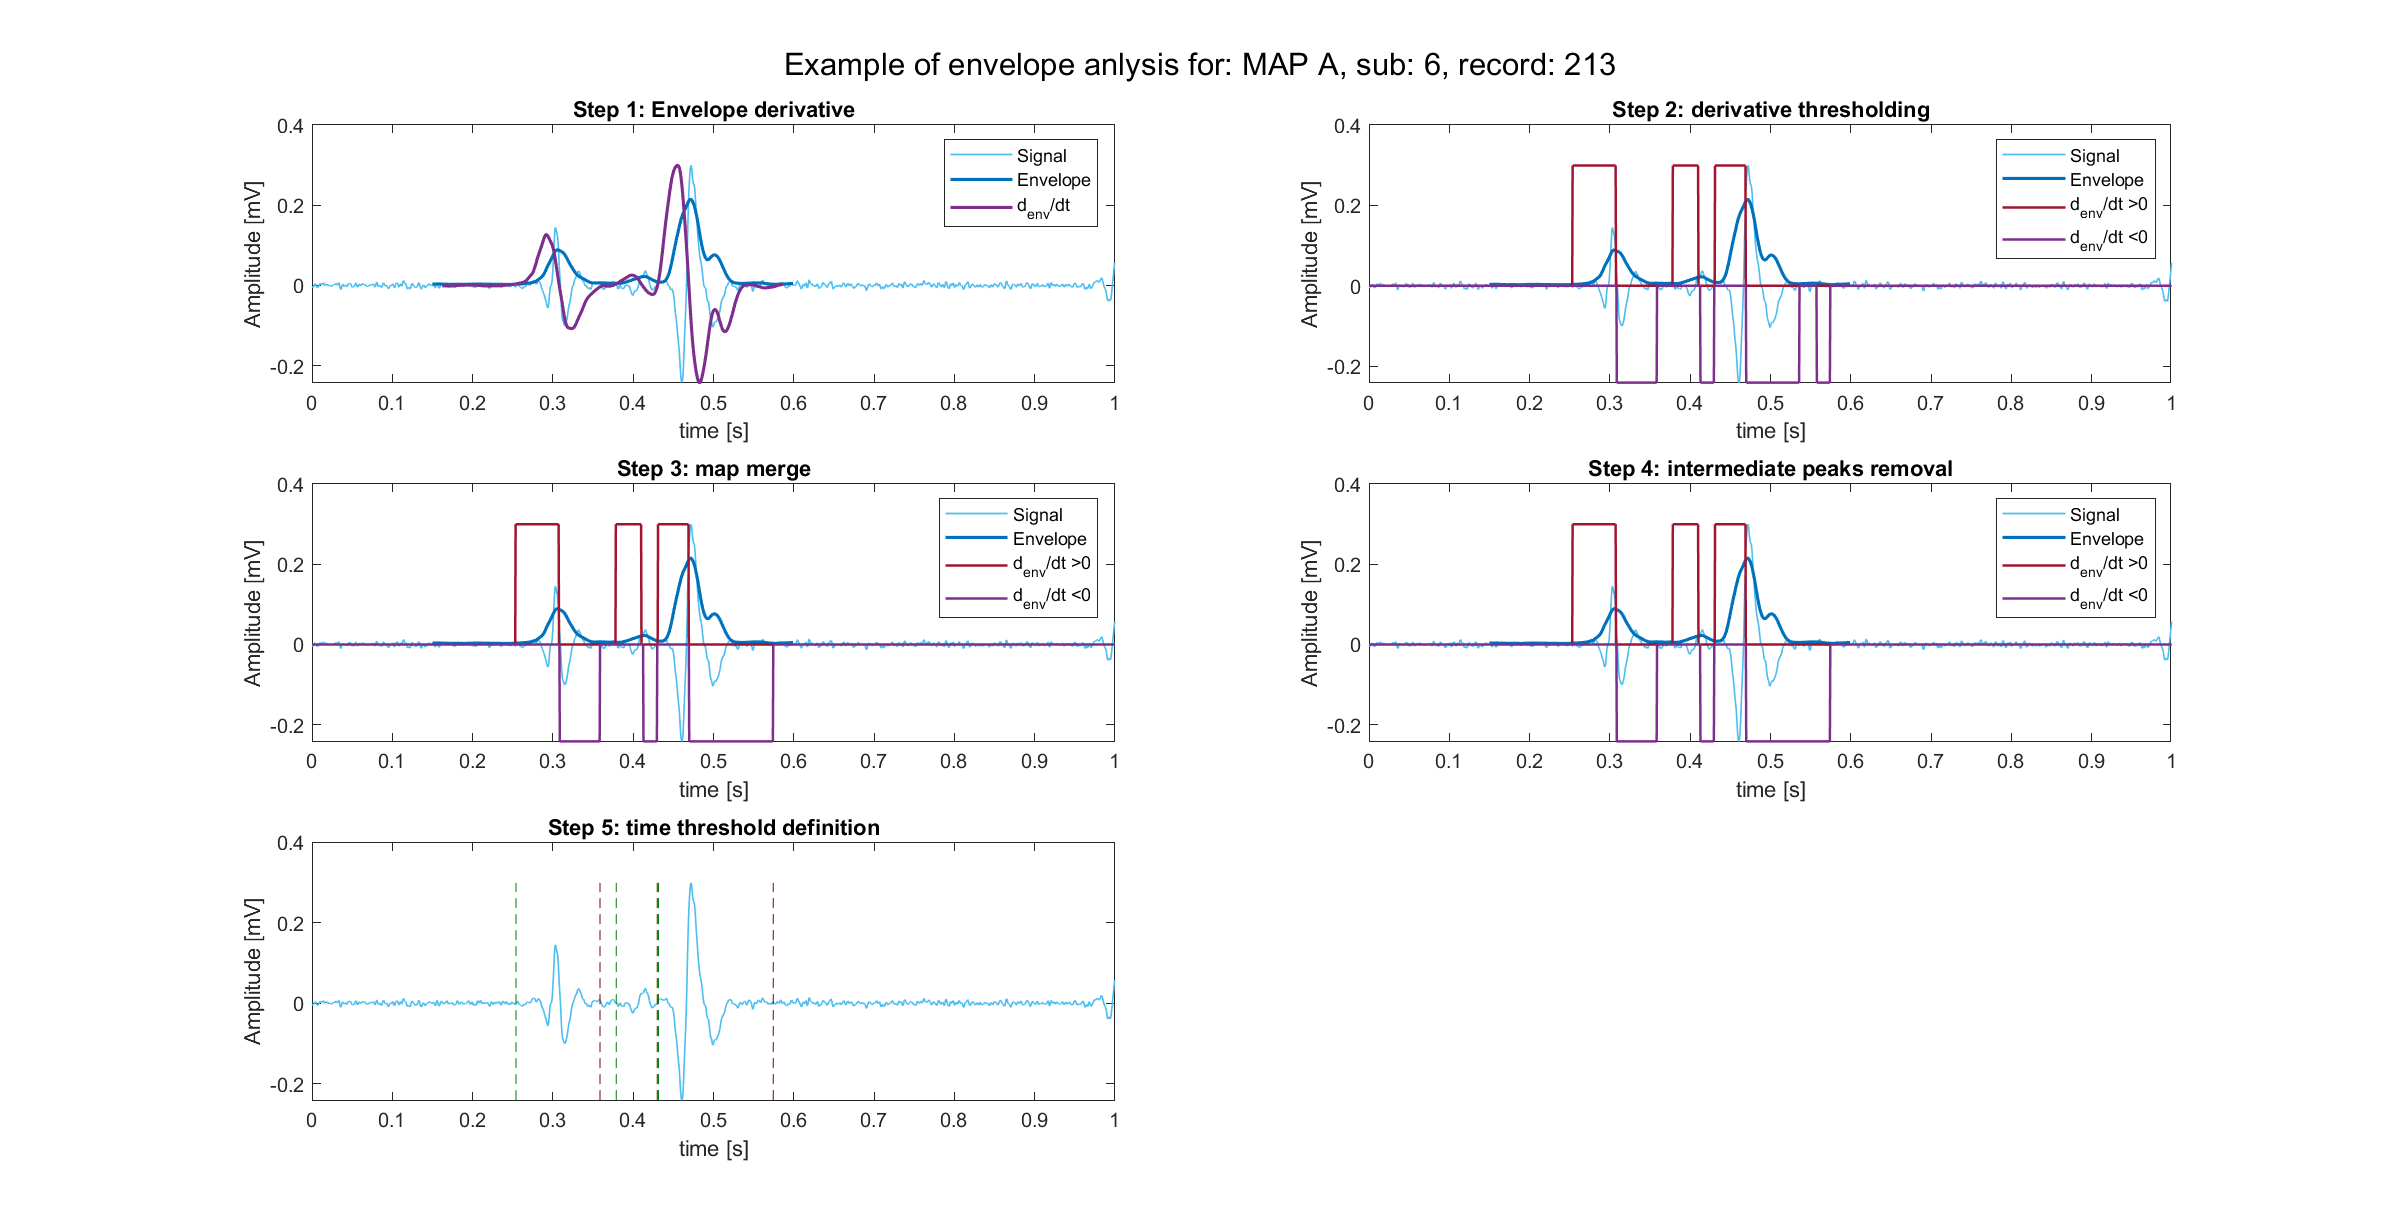 Example of envelope anlysis for: MAP A, sub: 6, record: 213
Step 1: Envelope derivative
0.4
0.2
0
-0.2
Amplitude [mV]
Signal
Envelope
d_env/dt
0 0.1 0.2 0.3 0.4 0.5 0.6 0.7 0.8 0.9 1
time [s]
Step 2: derivative thresholding
0.4
0.2
0
-0.2
Amplitude [mV]
Signal
Envelope
d_env/dt >0
d_env/dt <0
0 0.1 0.2 0.3 0.4 0.5 0.6 0.7 0.8 0.9 1
time [s]
Step 3: map merge
0.4
0.2
0
-0.2
Amplitude [mV]
Signal
Envelope
d_env/dt >0
d_env/dt <0
0 0.1 0.2 0.3 0.4 0.5 0.6 0.7 0.8 0.9 1
time [s]
Step 4: intermediate peaks removal
0.4
0.2
0
-0.2
Amplitude [mV]
Signal
Envelope
d_env/dt >0
d_env/dt <0
0 0.1 0.2 0.3 0.4 0.5 0.6 0.7 0.8 0.9 1
time [s]
Step 5: time threshold definition
0.4
0.2
0
-0.2
Amplitude [mV]
0 0.1 0.2 0.3 0.4 0.5 0.6 0.7 0.8 0.9 1
time [s]